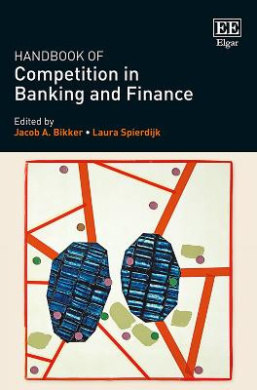 EE
Elgar
HANDBOOK OF
Competition in
Banking and Finance
Edited by
Jacob A. Bikker • Laura Spierdijk